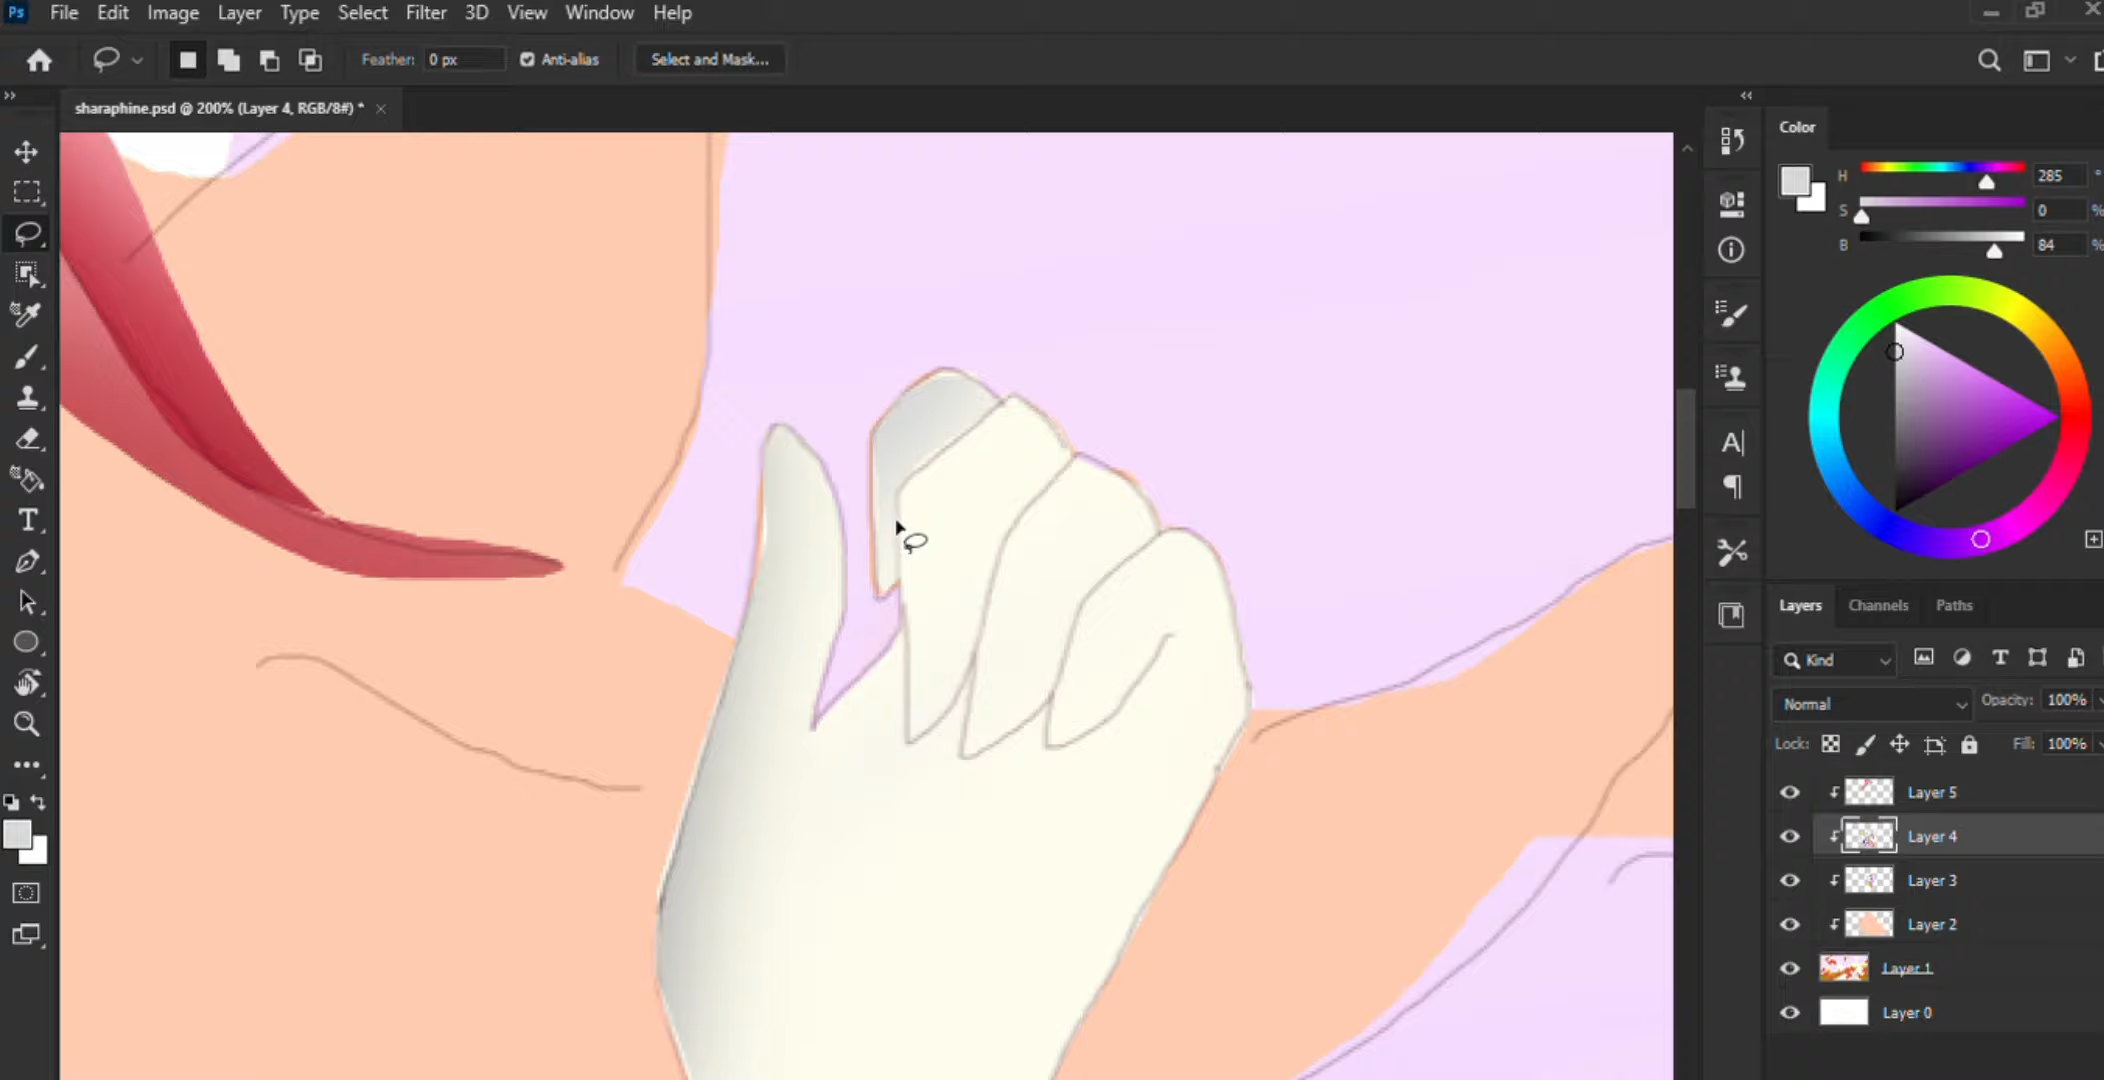 Ps File Edit Image Layer Type Select Filter 3D View Window Help
Feather: 0 px Anti-alias Select and Mask...
sharaphine.psd @ 200% (Layer 4, RGB/8#) *
Color
H 285 °
S 0 %
B 84 %
Layers Channels Paths
Kind
Normal Opacity: 100%
Lock: Fill: 100%
Layer 5
Layer 4
Layer 3
Layer 2
Layer 1
Layer 0